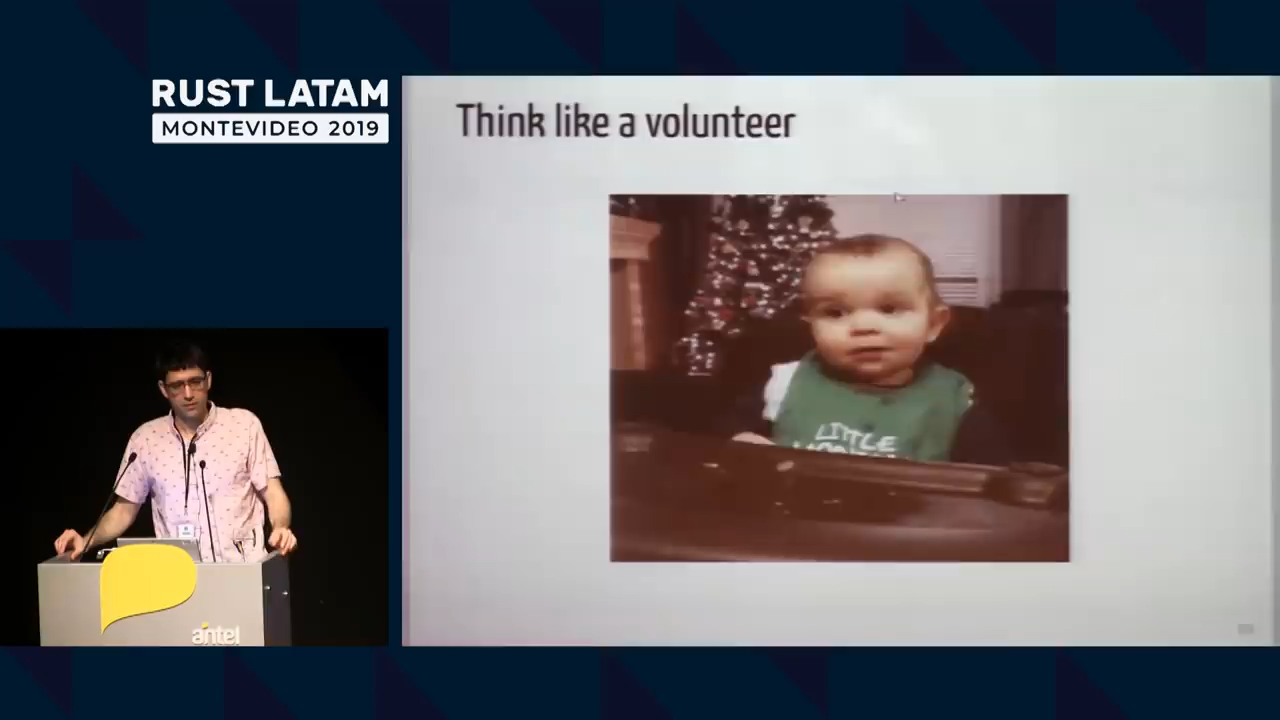 RUST LATAM
MONTEVIDEO 2019
Think like a volunteer
LITTLE
antel